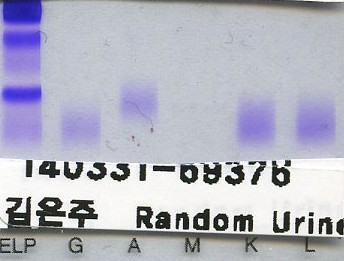 140331-69376
김은주 Random Urine
ELP G A M K L